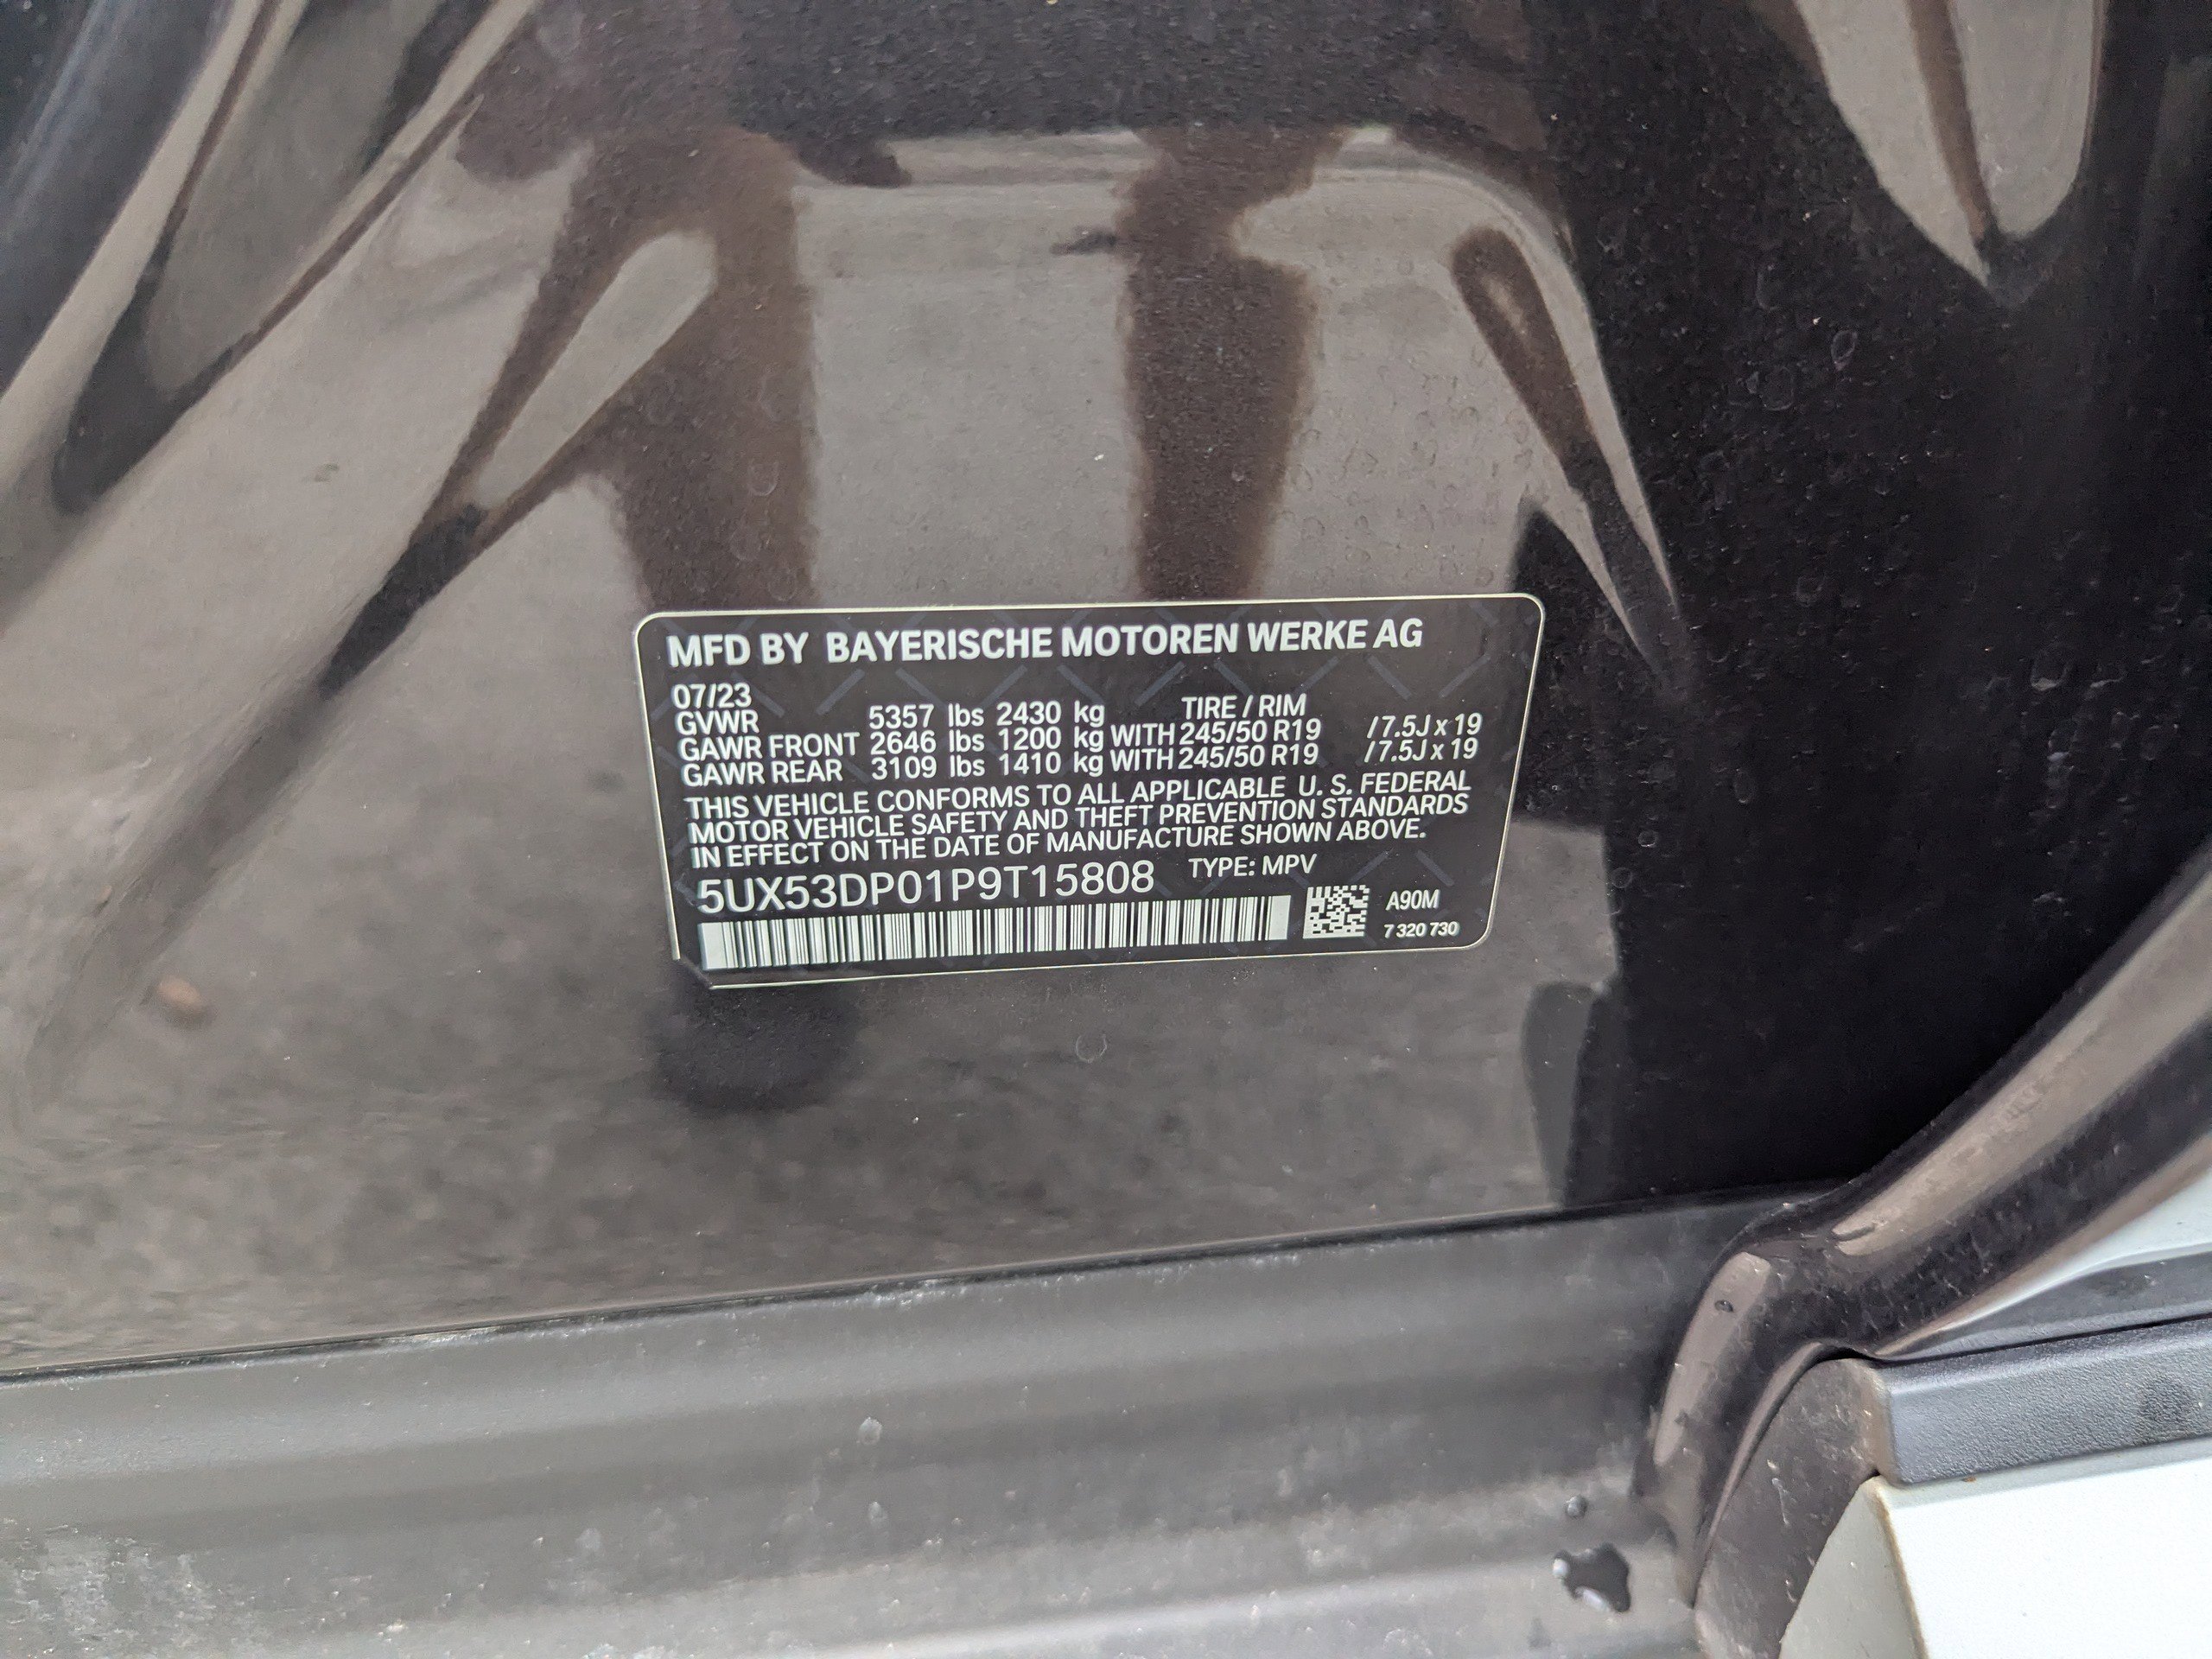 MFD BY BAYERISCHE MOTOREN WERKE AG
07/23
TIRE / RIM
GVWR 5357 lbs 2430 kg
GAWR FRONT 2646 lbs 1200 kg WITH 245/50 R19 / 7.5J x 19
GAWR REAR 3109 lbs 1410 kg WITH 245/50 R19 / 7.5J x 19
THIS VEHICLE CONFORMS TO ALL APPLICABLE U. S. FEDERAL
MOTOR VEHICLE SAFETY AND THEFT PREVENTION STANDARDS
IN EFFECT ON THE DATE OF MANUFACTURE SHOWN ABOVE.
5UX53DP01P9T15808 TYPE: MPV
A90M
7 320 730